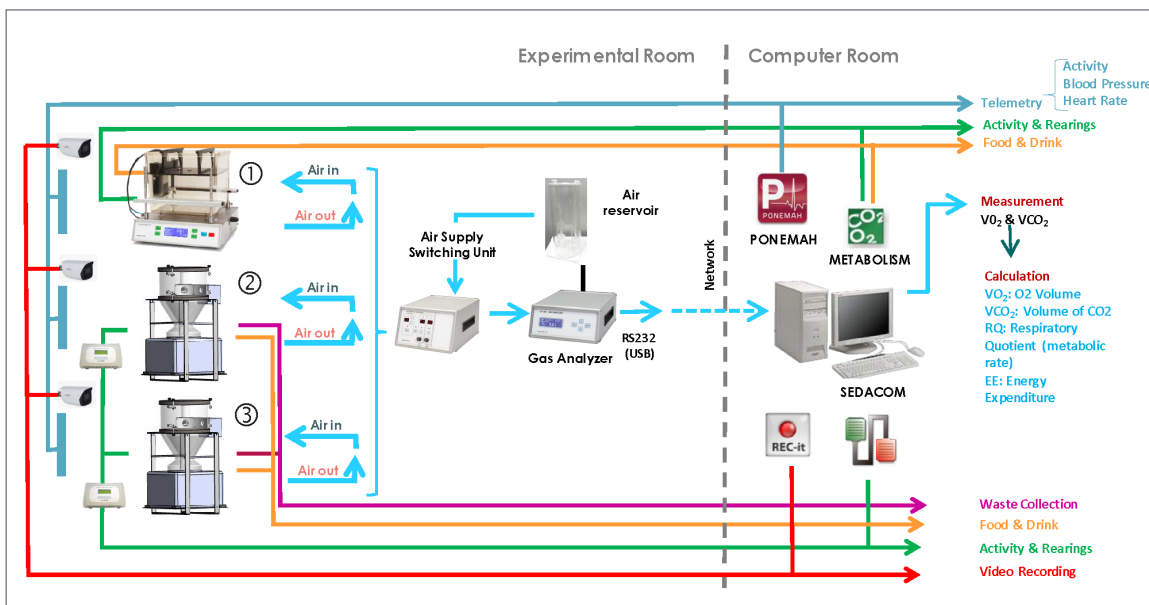 Experimental Room
Computer Room
Activity
Blood Pressure
Heart Rate
Telemetry
Activity & Rearings
Food & Drink
①
Air in
Air out
Air
reservoir
Air Supply
Switching Unit
P
PONEMAH
PONEMAH
CO₂
O₂
METABOLISM
Measurement
V0₂ & VCO₂
②
Air in
Air out
Gas Analyzer
RS232
(USB)
Network
Calculation
VO₂: O2 Volume
VCO₂: Volume of CO2
RQ: Respiratory
Quotient (metabolic
rate)
EE: Energy
Expenditure
SEDACOM
③
Air in
Air out
REC-it
Waste Collection
Food & Drink
Activity & Rearings
Video Recording